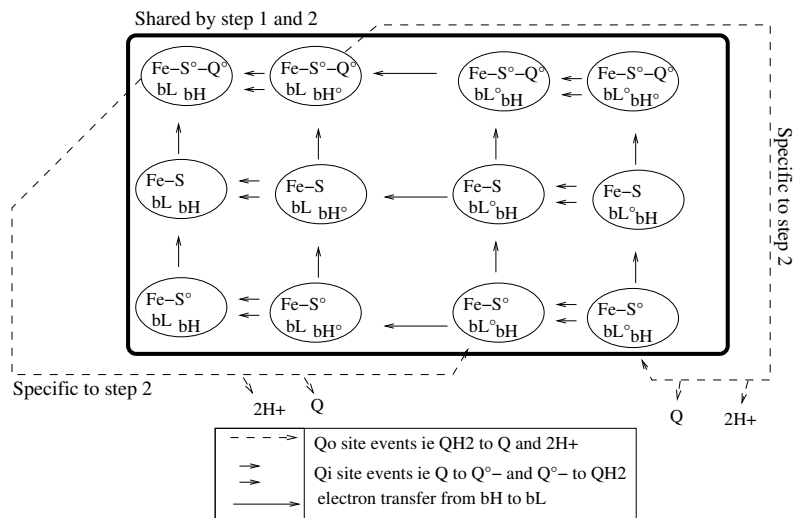 Shared by step 1 and 2
Fe–S°–Q°
bL bH
Fe–S°–Q°
bL bH°
Fe–S°–Q°
bL° bH
Fe–S°–Q°
bL° bH°
Fe–S
bL bH
Fe–S
bL bH°
Fe–S
bL° bH
Fe–S
bL° bH
Fe–S°
bL bH
Fe–S°
bL bH°
Fe–S°
bL° bH
Fe–S°
bL° bH
Specific to step 2
Specific to step 2
2H+
Q
Q
2H+
Qo site events ie QH2 to Q and 2H+
Qi site events ie Q to Q°– and Q°– to QH2
electron transfer from bH to bL